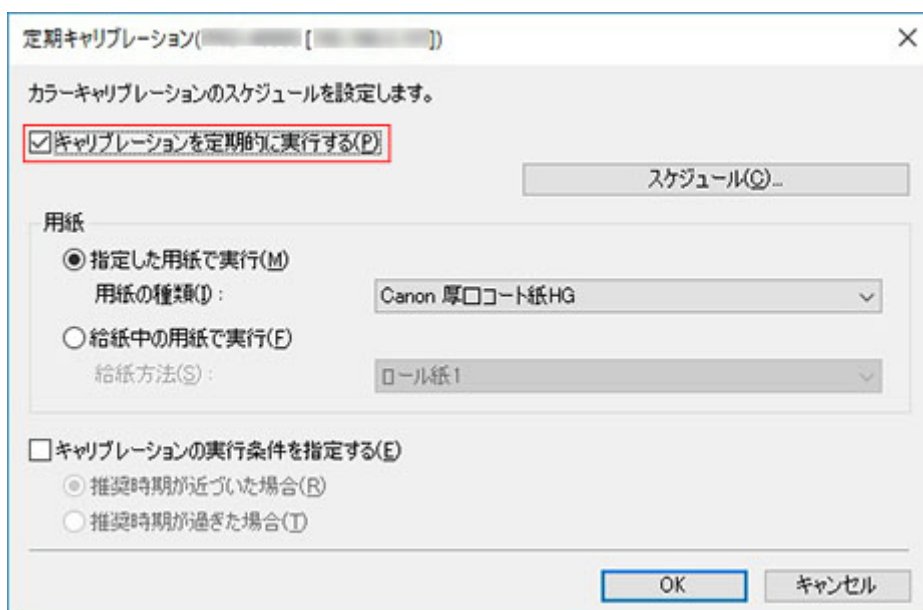 定期キャリブレーション( [ ])
カラーキャリブレーションのスケジュールを設定します。
キャリブレーションを定期的に実行する(P)
スケジュール(C)...
用紙
指定した用紙で実行(M)
用紙の種類(I):
Canon 厚口コート紙HG
給紙中の用紙で実行(F)
給紙方法(S):
ロール紙1
キャリブレーションの実行条件を指定する(E)
推奨時期が近づいた場合(R)
推奨時期が過ぎた場合(T)
OK
キャンセル